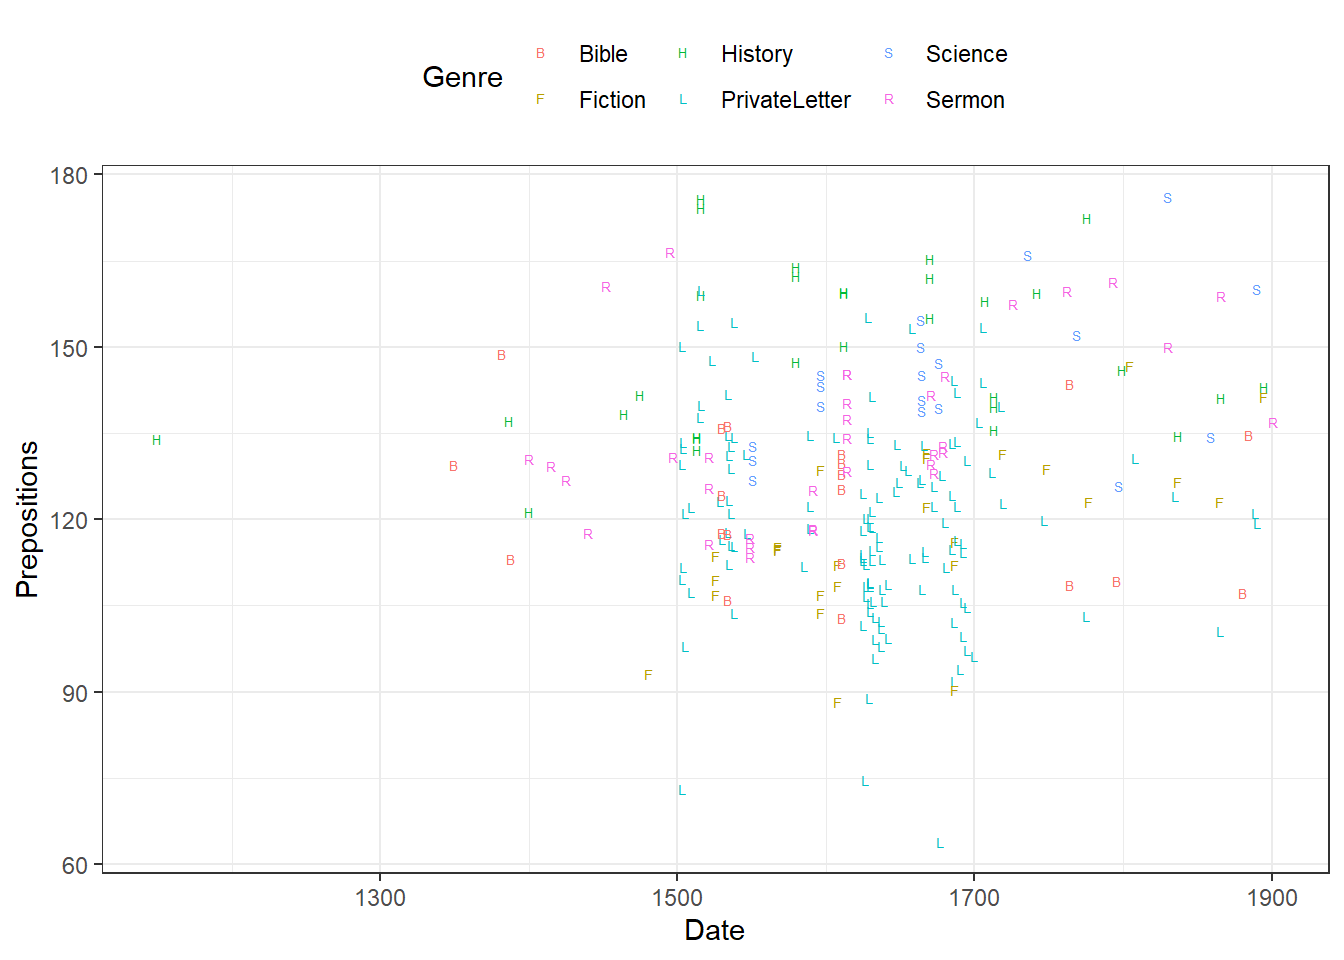 Genre
B Bible H History S Science
F Fiction L PrivateLetter R Sermon
180
150
120
90
60
Prepositions
1300 1500 1700 1900
Date